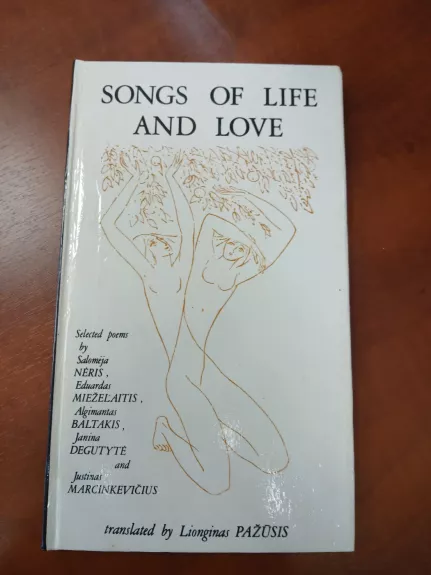 SONGS OF LIFE
AND LOVE
Selected poems
by
Salomėja
NĖRIS,
Eduardas
MIEŽELAITIS,
Algimantas
BALTAKIS,
Janina
DEGUTYTĖ
and
Justinas
MARCINKEVIČIUS
translated by Lionginas PAŽŪSIS